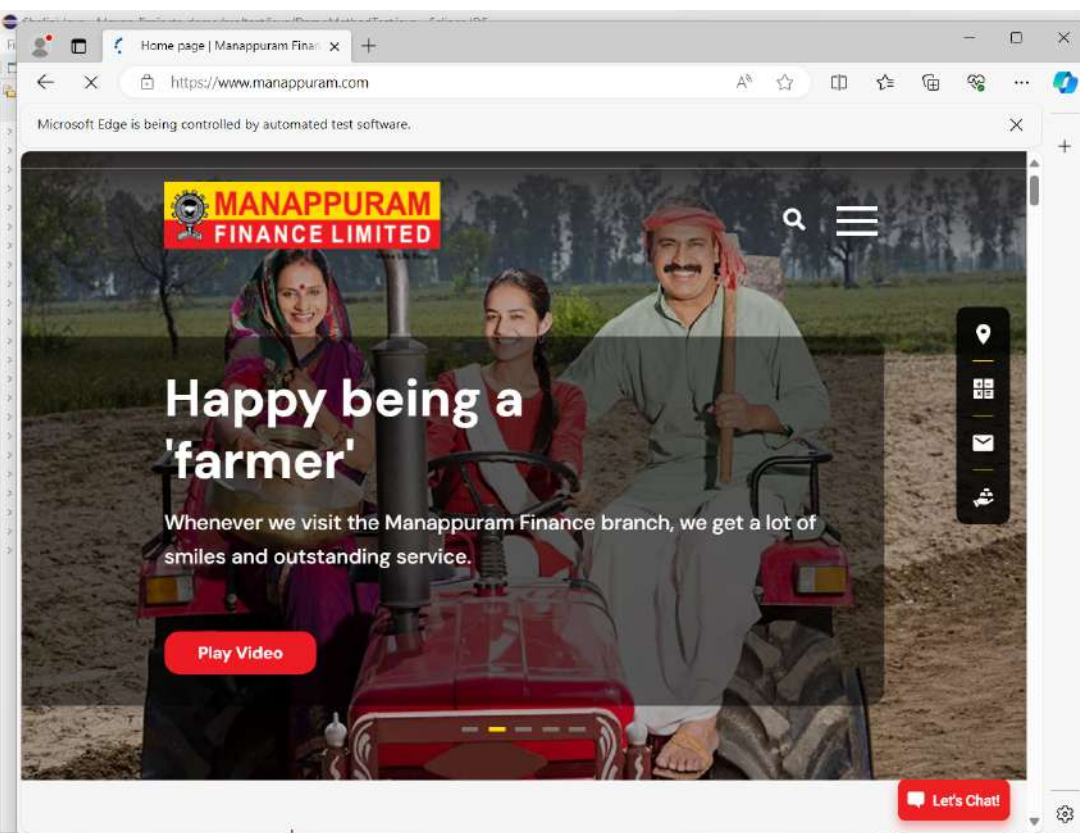 Home page | Manappuram Finan
https://www.manappuram.com
Microsoft Edge is being controlled by automated test software.
MANAPPURAM
FINANCE LIMITED
Happy being a
'farmer'
Whenever we visit the Manappuram Finance branch, we get a lot of
smiles and outstanding service.
Play Video
Let's Chat!